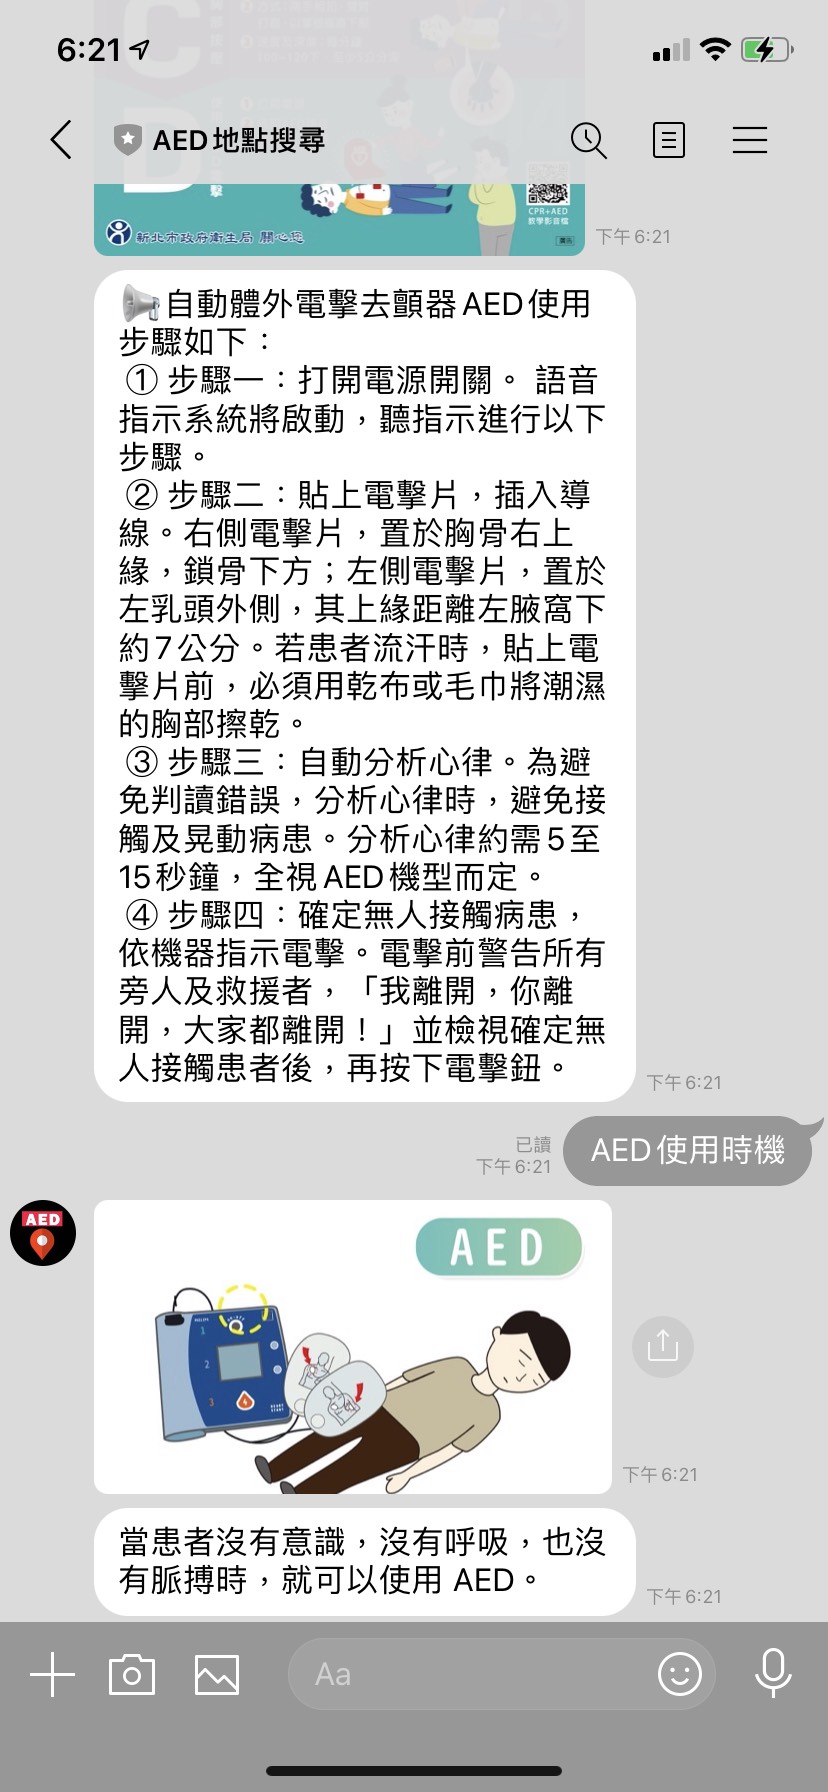 6:21
AED地點搜尋
CPR+AED
教學影音檔
新北市政府衛生局 關心您
廣告
下午6:21
📢自動體外電擊去顫器AED使用
步驟如下：
① 步驟一：打開電源開關。 語音
指示系統將啟動，聽指示進行以下
步驟。
② 步驟二：貼上電擊片，插入導
線。右側電擊片，置於胸骨右上
緣，鎖骨下方；左側電擊片，置於
左乳頭外側，其上緣距離左腋窩下
約7公分。若患者流汗時，貼上電
擊片前，必須用乾布或毛巾將潮濕
的胸部擦乾。
③ 步驟三：自動分析心律。為避
免判讀錯誤，分析心律時，避免接
觸及晃動病患。分析心律約需5至
15秒鐘，全視AED機型而定。
④ 步驟四：確定無人接觸病患，
依機器指示電擊。電擊前警告所有
旁人及救援者，「我離開，你離
開，大家都離開！」並檢視確定無
人接觸患者後，再按下電擊鈕。
下午6:21
已讀
下午6:21
AED使用時機
AED
AED
1
2
3
下午6:21
當患者沒有意識，沒有呼吸，也沒
有脈搏時，就可以使用 AED。
下午6:21
Aa